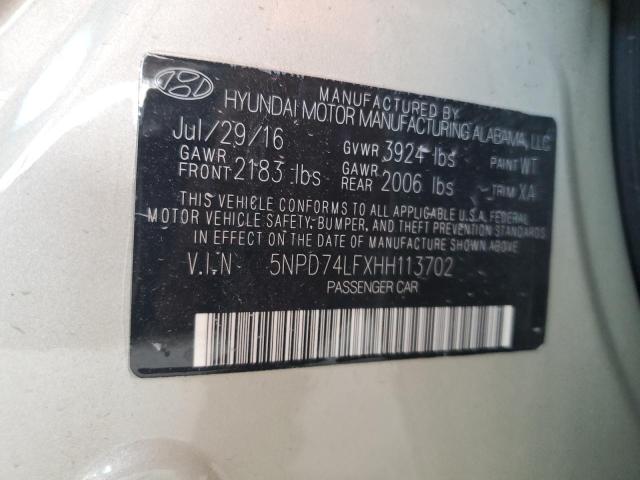 MANUFACTURED BY
HYUNDAI MOTOR MANUFACTURING ALABAMA, LLC
Jul/29/16 GVWR 3924 lbs PAINT WT
GAWR FRONT 2183 lbs GAWR REAR 2006 lbs TRIM XA
THIS VEHICLE CONFORMS TO ALL APPLICABLE U.S.A. FEDERAL
MOTOR VEHICLE SAFETY, BUMPER, AND THEFT PREVENTION
STANDARDS IN EFFECT ON THE DATE OF MANUFACTURE SHOWN ABOVE.
V.I.N 5NPD74LFXHH113702
PASSENGER CAR